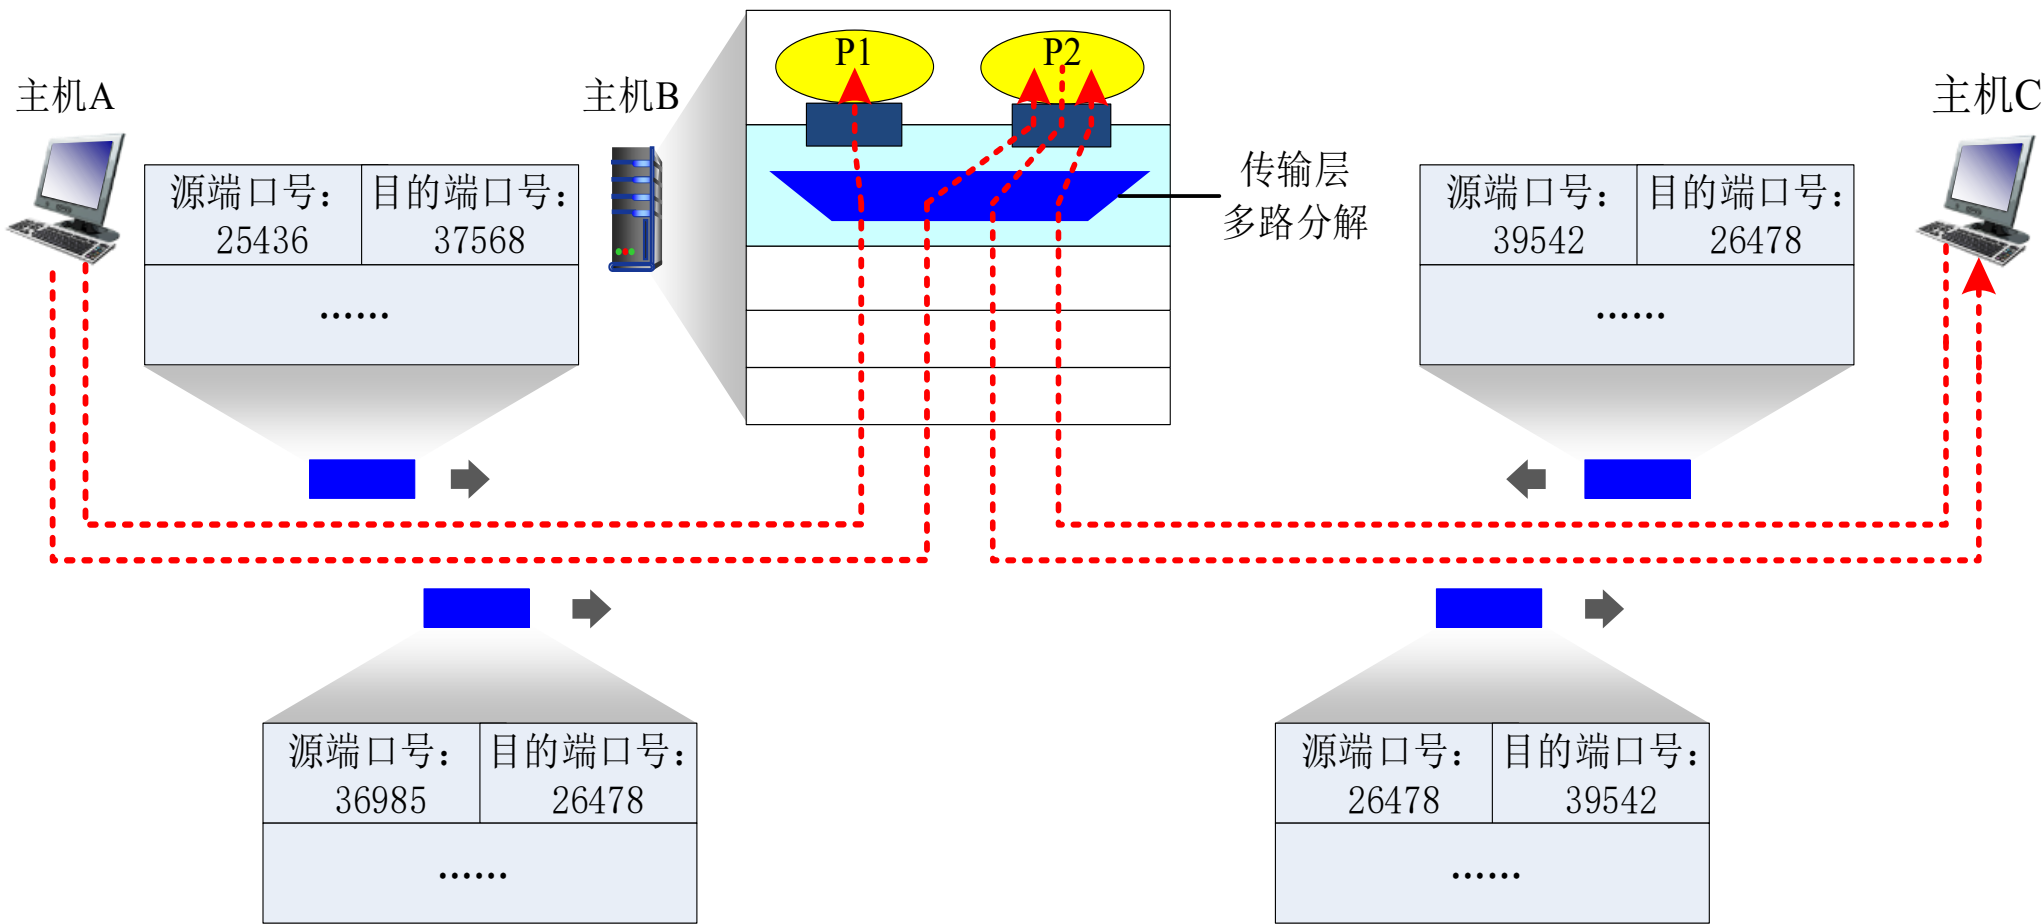 P1
P2
主机A
主机B
主机C
源端口号：
25436
目的端口号：
37568
……
传输层
多路分解
源端口号：
39542
目的端口号：
26478
……
源端口号：
36985
目的端口号：
26478
……
源端口号：
26478
目的端口号：
39542
……